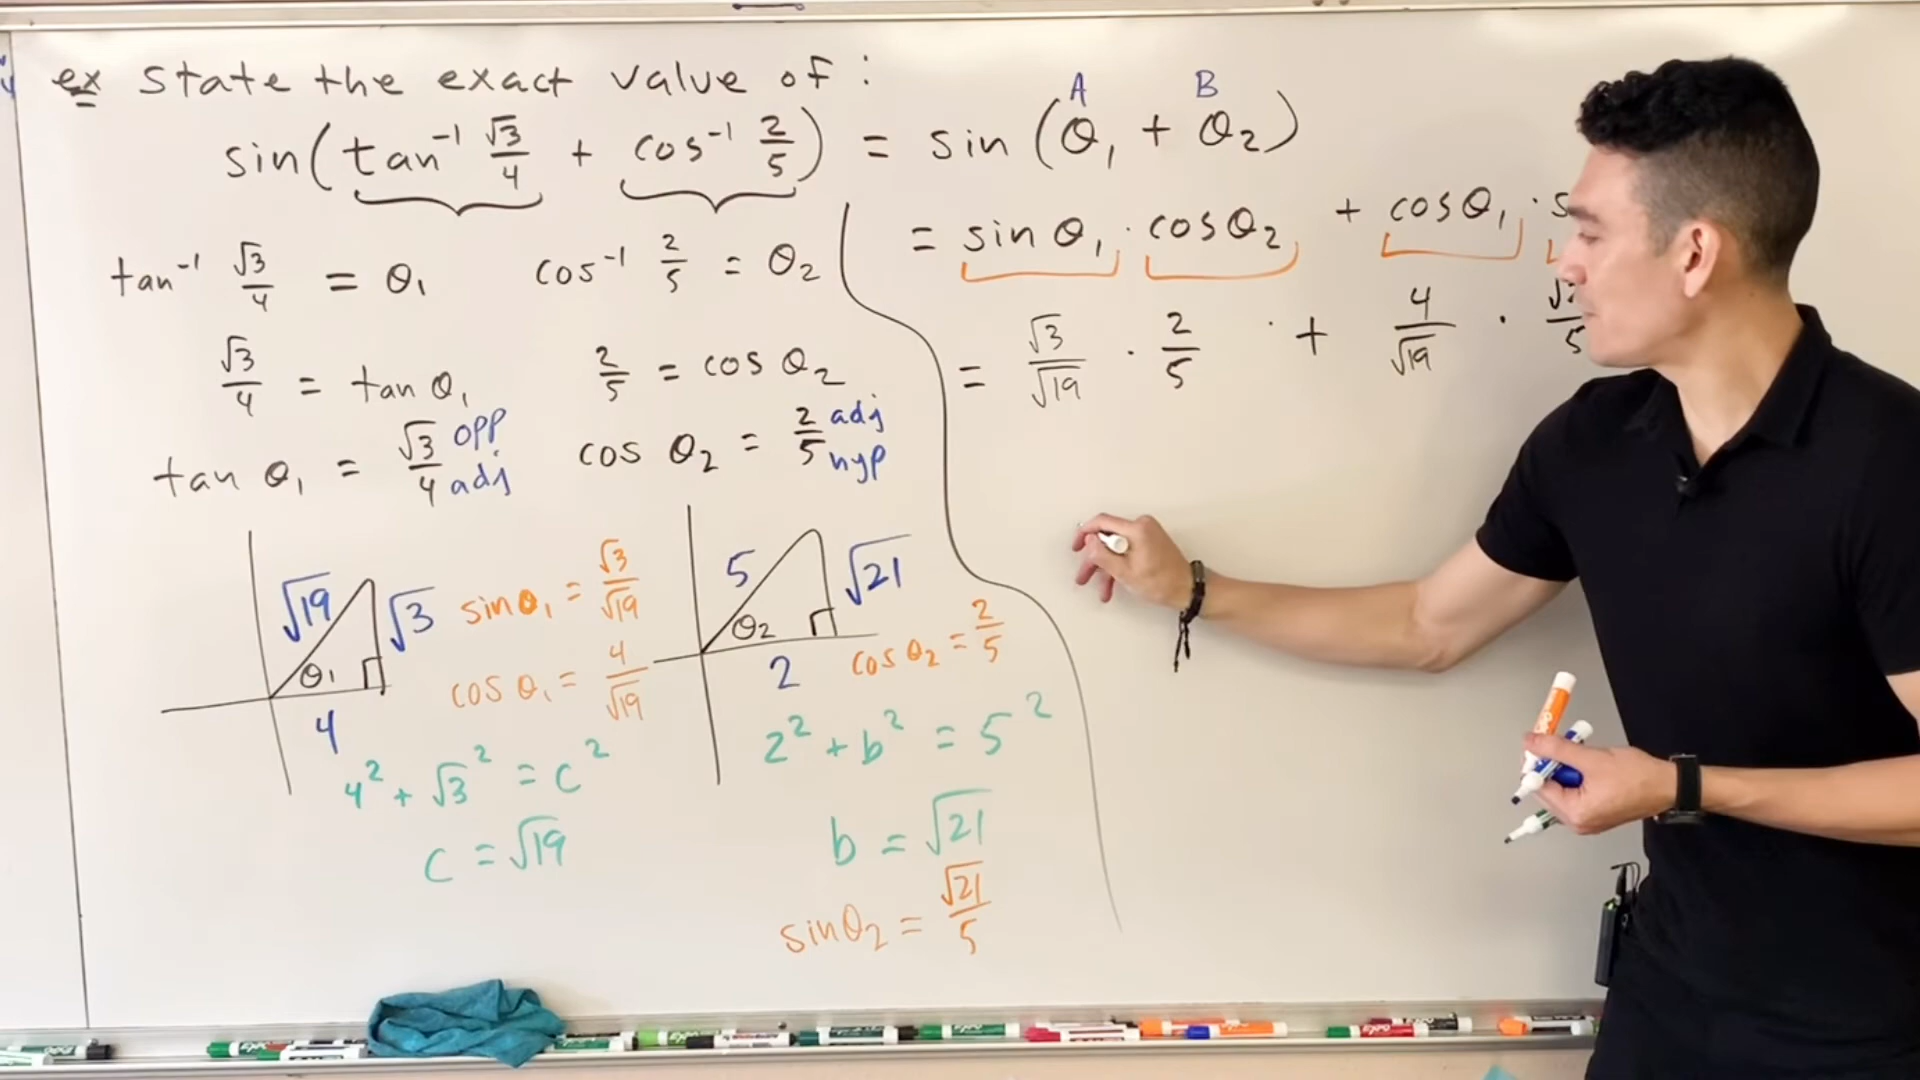 ex state the exact value of :
sin(tan⁻¹ √3/4 + cos⁻¹ 2/5) = sin(θ₁ + θ₂)
A B
= sin θ₁ · cos θ₂ + cos θ₁ · s
= √3/√19 · 2/5 + 4/√19 ·
tan⁻¹ √3/4 = θ₁
√3/4 = tan θ₁
tan θ₁ = √3/4 opp adj
cos⁻¹ 2/5 = θ₂
2/5 = cos θ₂
cos θ₂ = 2/5 adj hyp
√19
√3
θ₁
4
sin θ₁ = √3/√19
cos θ₁ = 4/√19
4² + √3² = c²
c = √19
5
√21
θ₂
2
cos θ₂ = 2/5
2² + b² = 5²
b = √21
sin θ₂ = √21/5